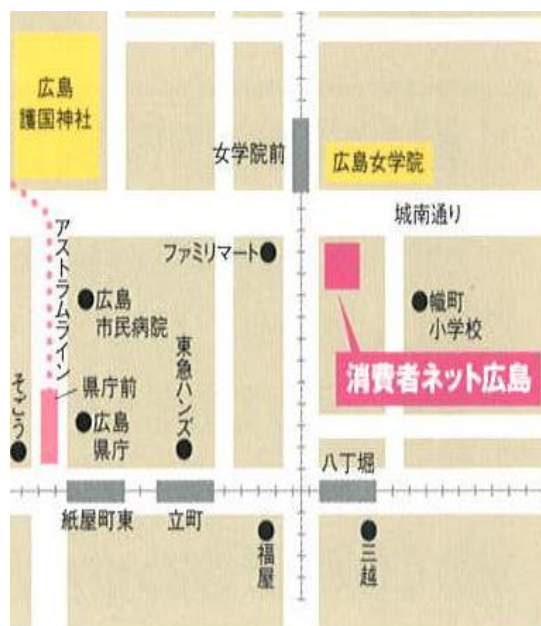 広島
護国神社
女学院前
広島女学院
城南通り
アストラムライン
ファミリマート
広島
市民病院
幟町
小学校
東急ハンズ
消費者ネット広島
そごう
県庁前
広島
県庁
八丁堀
紙屋町東
立町
福屋
三越